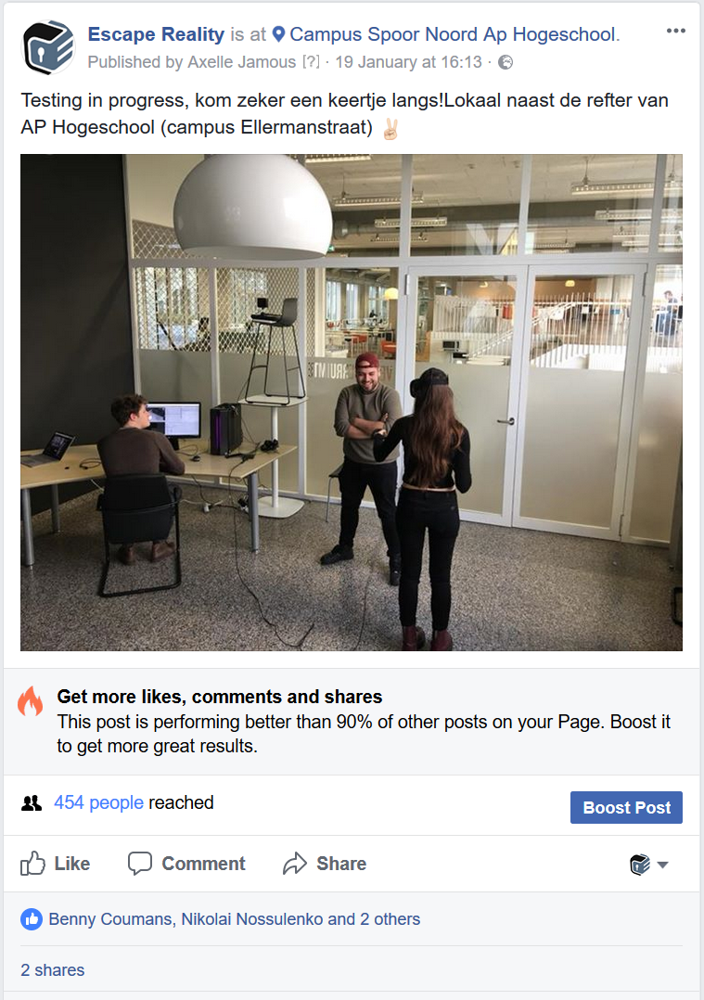 Escape Reality is at Campus Spoor Noord Ap Hogeschool.
Published by Axelle Jamous [?] · 19 January at 16:13 ·
Testing in progress, kom zeker een keertje langs!Lokaal naast de refter van
AP Hogeschool (campus Ellermanstraat) ✌🏻
Get more likes, comments and shares
This post is performing better than 90% of other posts on your Page. Boost it
to get more great results.
454 people reached
Boost Post
Like Comment Share
Benny Coumans, Nikolai Nossulenko and 2 others
2 shares